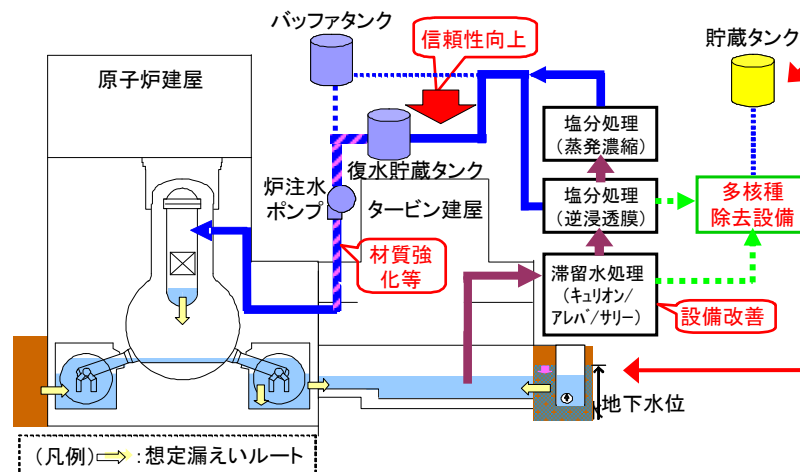 バッファタンク
信頼性向上
貯蔵タンク
原子炉建屋
塩分処理
（蒸発濃縮）
復水貯蔵タンク
炉注水
ポンプ
タービン建屋
塩分処理
（逆浸透膜）
多核種
除去設備
材質強
化等
滞留水処理
（キュリオン/
アレバ/サリー）
設備改善
地下水位
（凡例）　：想定漏えいルート